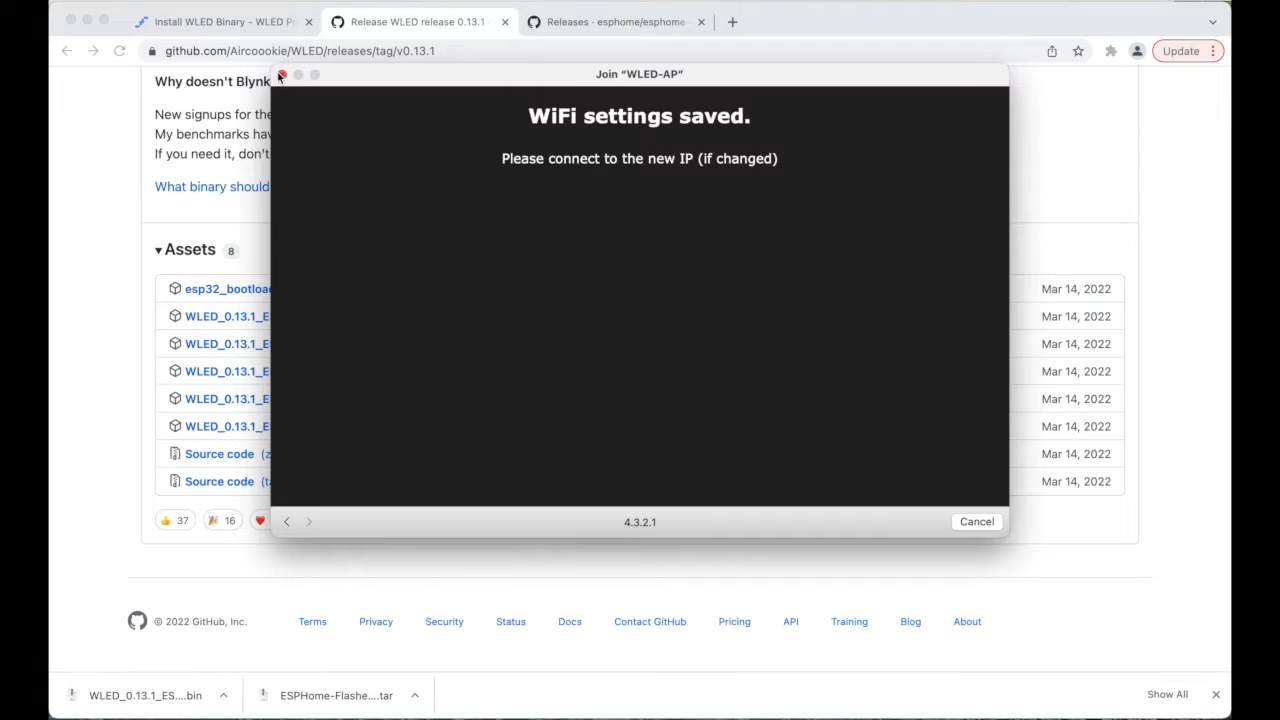 Install WLED Binary - WLED Pr
Release WLED release 0.13.1 -
Releases · esphome/esphome-
github.com/Aircoookie/WLED/releases/tag/v0.13.1
Update
Join “WLED-AP”
Why doesn't Blynk
WiFi settings saved.
New signups for the
My benchmarks hav
If you need it, don't
Please connect to the new IP (if changed)
What binary should
Assets 8
esp32_bootloa
Mar 14, 2022
WLED_0.13.1_E
Mar 14, 2022
WLED_0.13.1_E
Mar 14, 2022
WLED_0.13.1_E
Mar 14, 2022
WLED_0.13.1_E
Mar 14, 2022
WLED_0.13.1_E
Mar 14, 2022
Source code (z
Mar 14, 2022
Source code (ta
Mar 14, 2022
37
16
4.3.2.1
Cancel
© 2022 GitHub, Inc.
Terms
Privacy
Security
Status
Docs
Contact GitHub
Pricing
API
Training
Blog
About
WLED_0.13.1_ES....bin
ESPHome-Flashe....tar
Show All